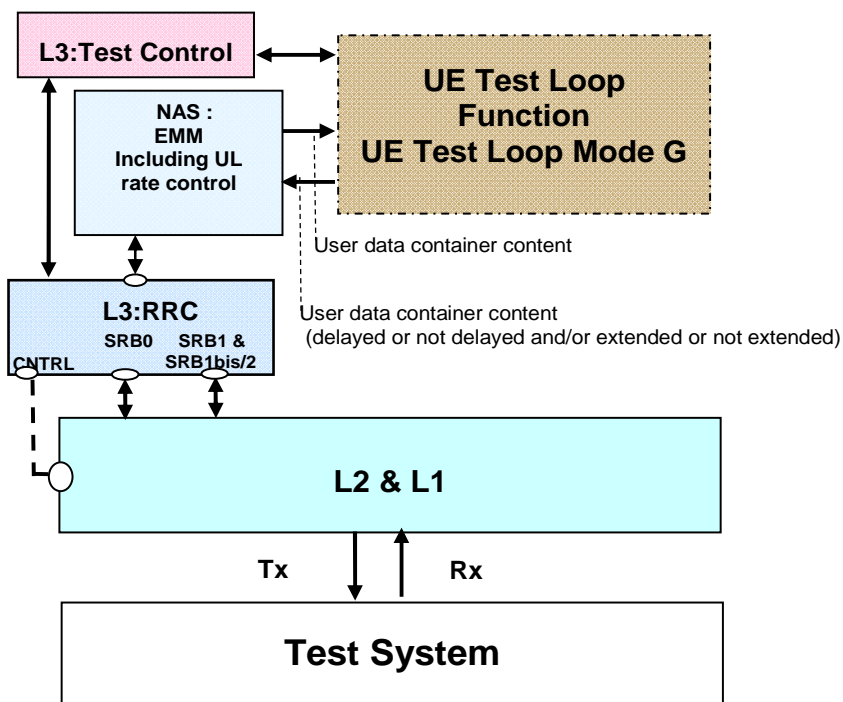 L3:Test Control
UE Test Loop
Function
UE Test Loop Mode G
NAS :
EMM
Including UL
rate control
User data container content
User data container content
(delayed or not delayed and/or extended or not extended)
L3:RRC
SRB0
SRB1 &
SRB1bis/2
CNTRL
L2 & L1
Tx
Rx
Test System